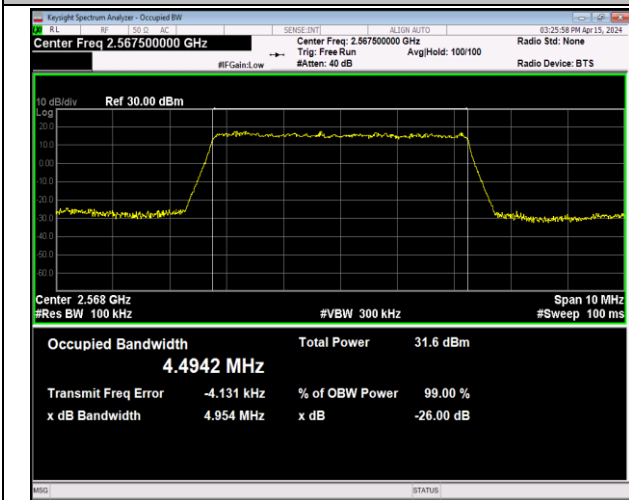 Keysight Spectrum Analyzer - Occupied BW
RL RF 50 Ω AC SENSE:INT ALIGN AUTO 03:25:58 PM Apr 15, 2024
Center Freq 2.567500000 GHz Center Freq: 2.567500000 GHz Radio Std: None
Trig: Free Run Avg|Hold: 100/100
#IFGain:Low #Atten: 40 dB Radio Device: BTS
10 dB/div Ref 30.00 dBm
Log
20.0
10.0
0.00
-10.0
-20.0
-30.0
-40.0
-50.0
-60.0
Center 2.568 GHz Span 10 MHz
#Res BW 100 kHz #VBW 300 kHz #Sweep 100 ms
Occupied Bandwidth Total Power 31.6 dBm
4.4942 MHz
Transmit Freq Error -4.131 kHz % of OBW Power 99.00 %
x dB Bandwidth 4.954 MHz x dB -26.00 dB
MSG STATUS